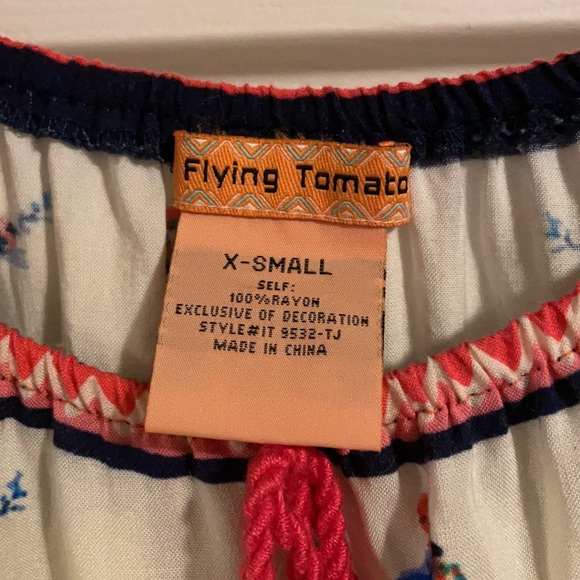 Flying Tomato
X-SMALL
SELF:
100%RAYON
EXCLUSIVE OF DECORATION
STYLE#IT 9532-TJ
MADE IN CHINA